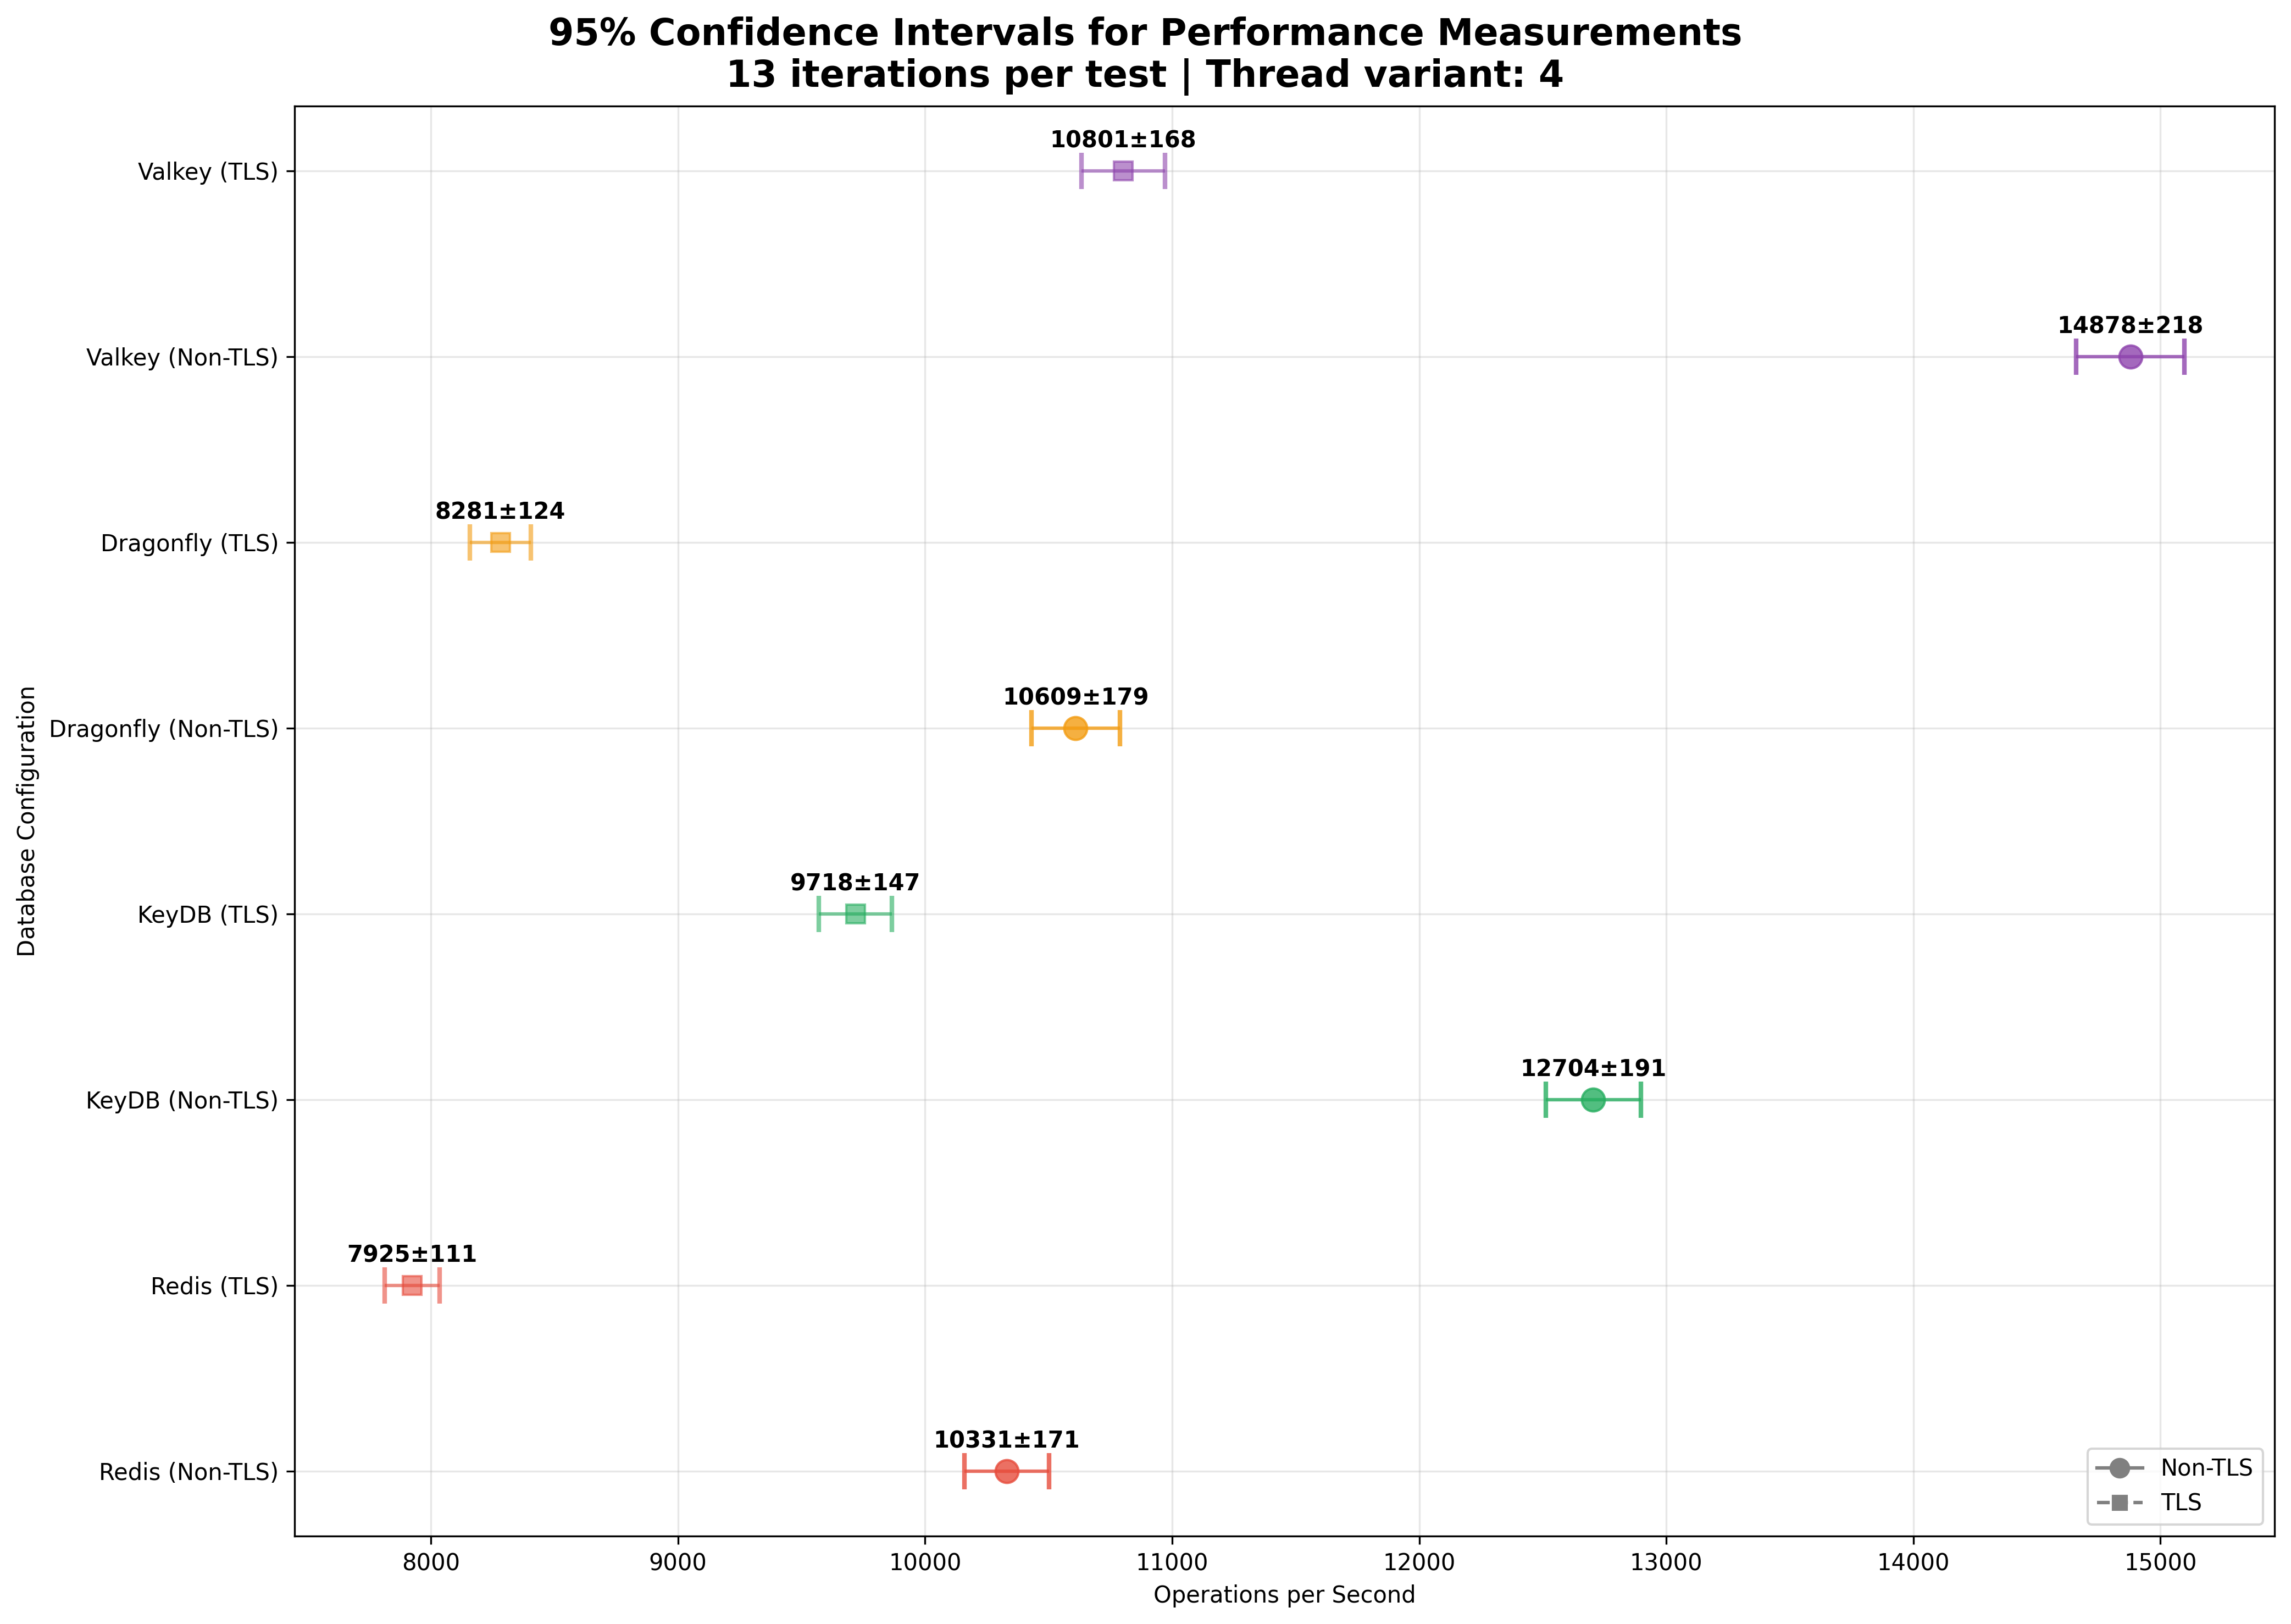 95% Confidence Intervals for Performance Measurements
13 iterations per test | Thread variant: 4
Database Configuration
Valkey (TLS)
10801±168
Valkey (Non-TLS)
14878±218
Dragonfly (TLS)
8281±124
Dragonfly (Non-TLS)
10609±179
KeyDB (TLS)
9718±147
KeyDB (Non-TLS)
12704±191
Redis (TLS)
7925±111
Redis (Non-TLS)
10331±171
Non-TLS
TLS
8000 9000 10000 11000 12000 13000 14000 15000
Operations per Second